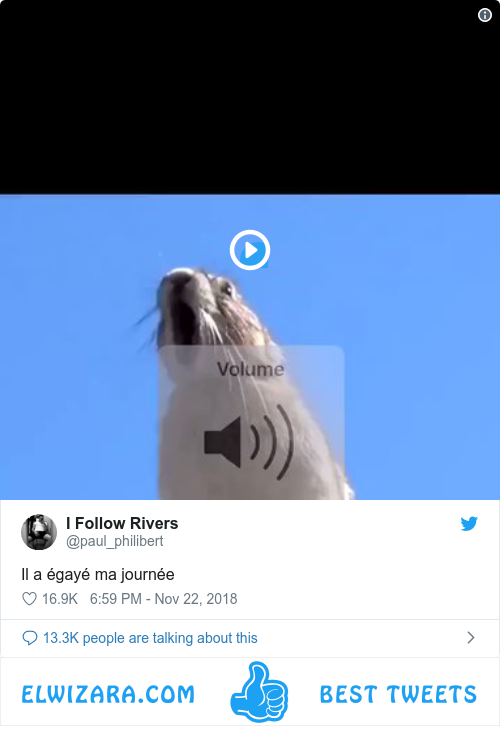 Volume
I Follow Rivers
@paul_philibert
Il a égayé ma journée
16.9K 6:59 PM - Nov 22, 2018
13.3K people are talking about this
ELWIZARA.COM BEST TWEETS